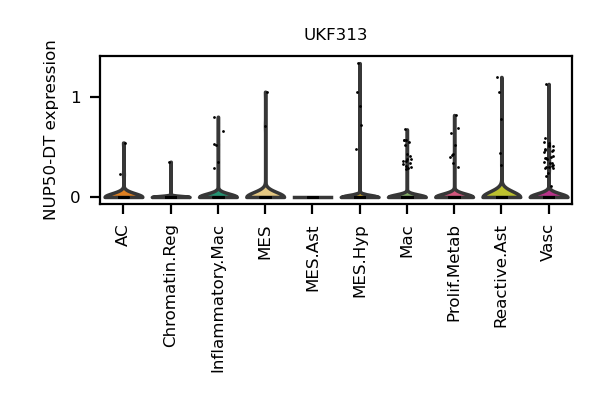 UKF313
NUP50-DT expression
1
0
AC
Chromatin.Reg
Inflammatory.Mac
MES
MES.Ast
MES.Hyp
Mac
Prolif.Metab
Reactive.Ast
Vasc